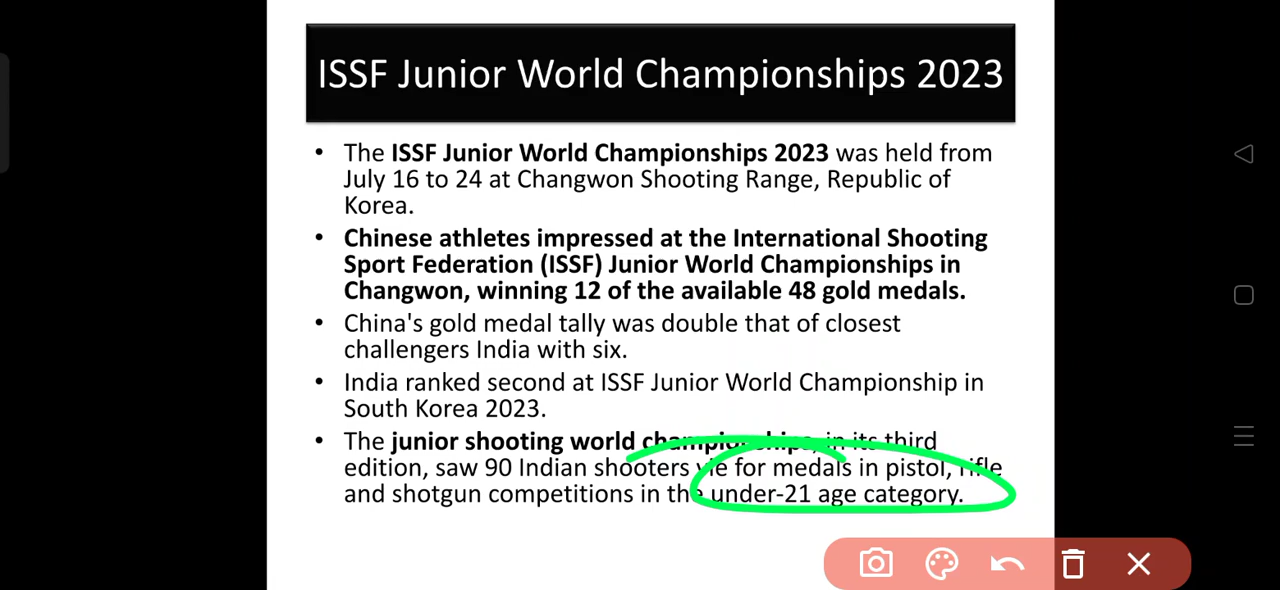 ISSF Junior World Championships 2023
• The ISSF Junior World Championships 2023 was held from
July 16 to 24 at Changwon Shooting Range, Republic of
Korea.
• Chinese athletes impressed at the International Shooting
Sport Federation (ISSF) Junior World Championships in
Changwon, winning 12 of the available 48 gold medals.
• China's gold medal tally was double that of closest
challengers India with six.
• India ranked second at ISSF Junior World Championship in
South Korea 2023.
• The junior shooting world championships, in its third
edition, saw 90 Indian shooters vie for medals in pistol, rifle
and shotgun competitions in the under-21 age category.